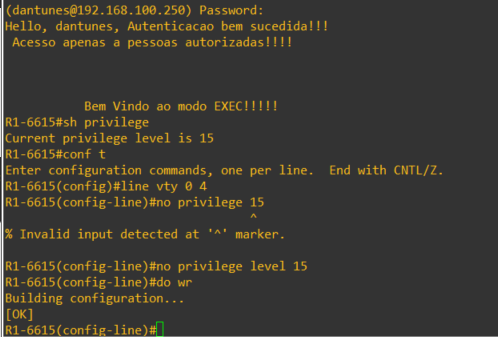 (dantunes@192.168.100.250) Password:
Hello, dantunes, Autenticacao bem sucedida!!!
Acesso apenas a pessoas autorizadas!!!!
Bem Vindo ao modo EXEC!!!!!
R1-6615#sh privilege
Current privilege level is 15
R1-6615#conf t
Enter configuration commands, one per line.  End with CNTL/Z.
R1-6615(config)#line vty 0 4
R1-6615(config-line)#no privilege 15
^
% Invalid input detected at '^' marker.
R1-6615(config-line)#no privilege level 15
R1-6615(config-line)#do wr
Building configuration...
[OK]
R1-6615(config-line)#